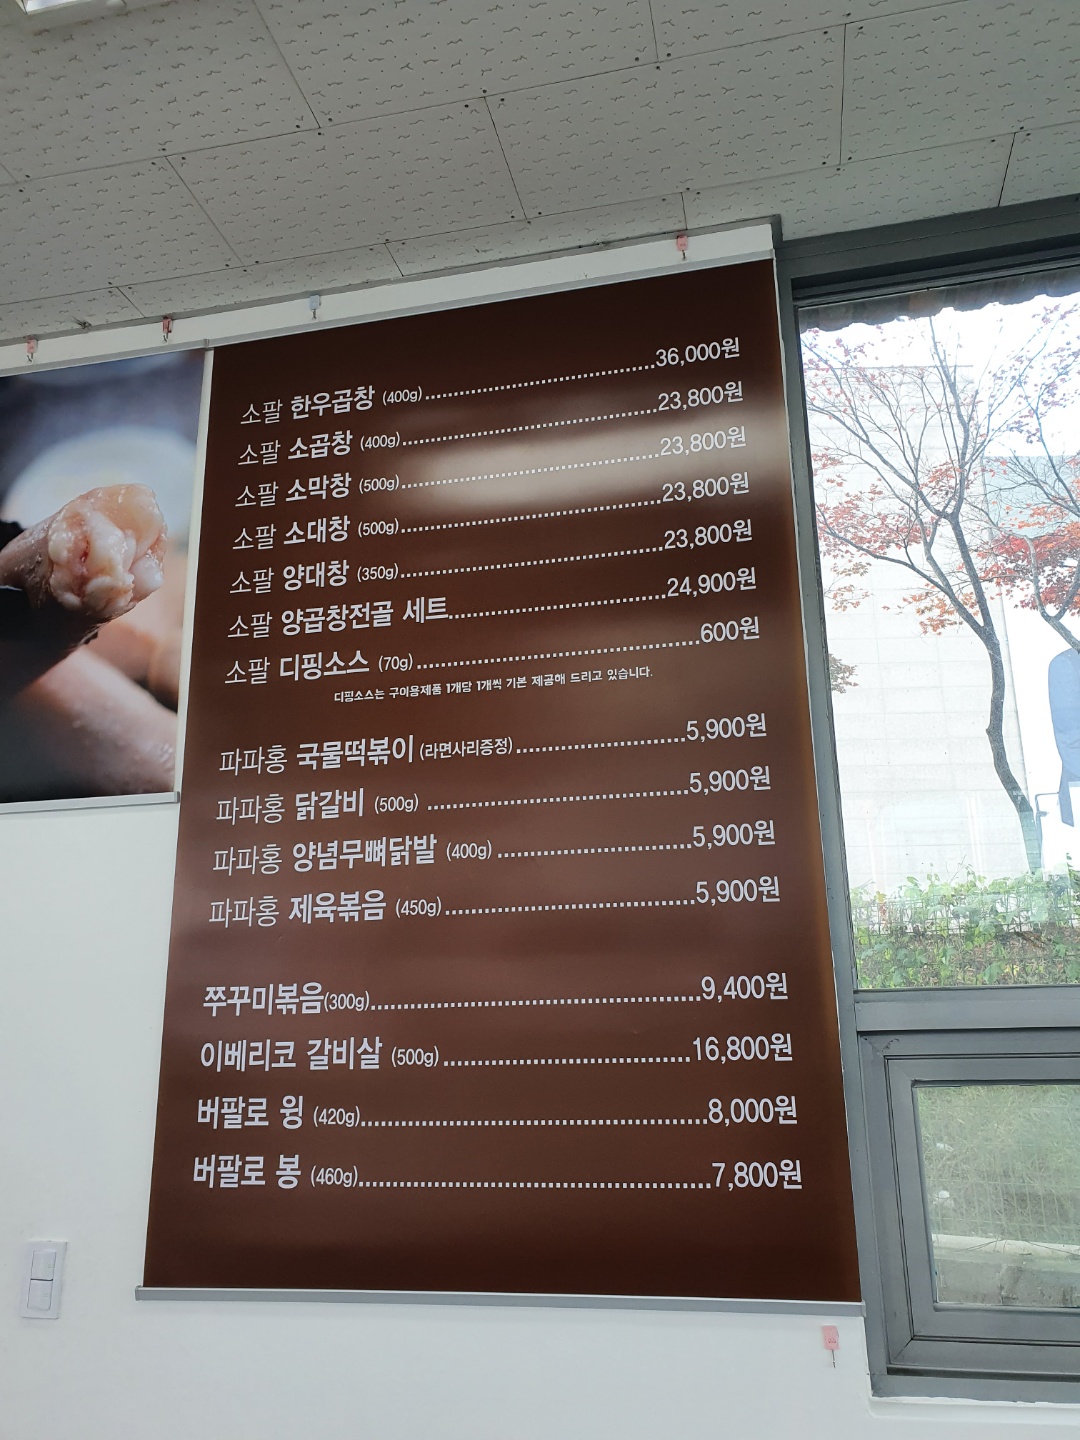 소팔 한우곱창 (400g)........................................36,000원
소팔 소곱창 (400g)........................................23,800원
소팔 소막창 (500g)........................................23,800원
소팔 소대창 (500g)........................................23,800원
소팔 양대창 (350g)........................................23,800원
소팔 양곱창전골 세트........................................24,900원
소팔 디핑소스 (70g)........................................600원
디핑소스는 구이용제품 1개당 1개씩 기본 제공해 드리고 있습니다.
파파홍 국물떡볶이 (라면사리증정)..............................5,900원
파파홍 닭갈비 (500g) ........................................5,900원
파파홍 양념무뼈닭발 (400g) ..............................5,900원
파파홍 제육볶음 (450g)........................................5,900원
쭈꾸미볶음(300g)........................................9,400원
이베리코 갈비살 (500g)........................................16,800원
버팔로 윙 (420g)........................................8,000원
버팔로 봉 (460g)........................................7,800원